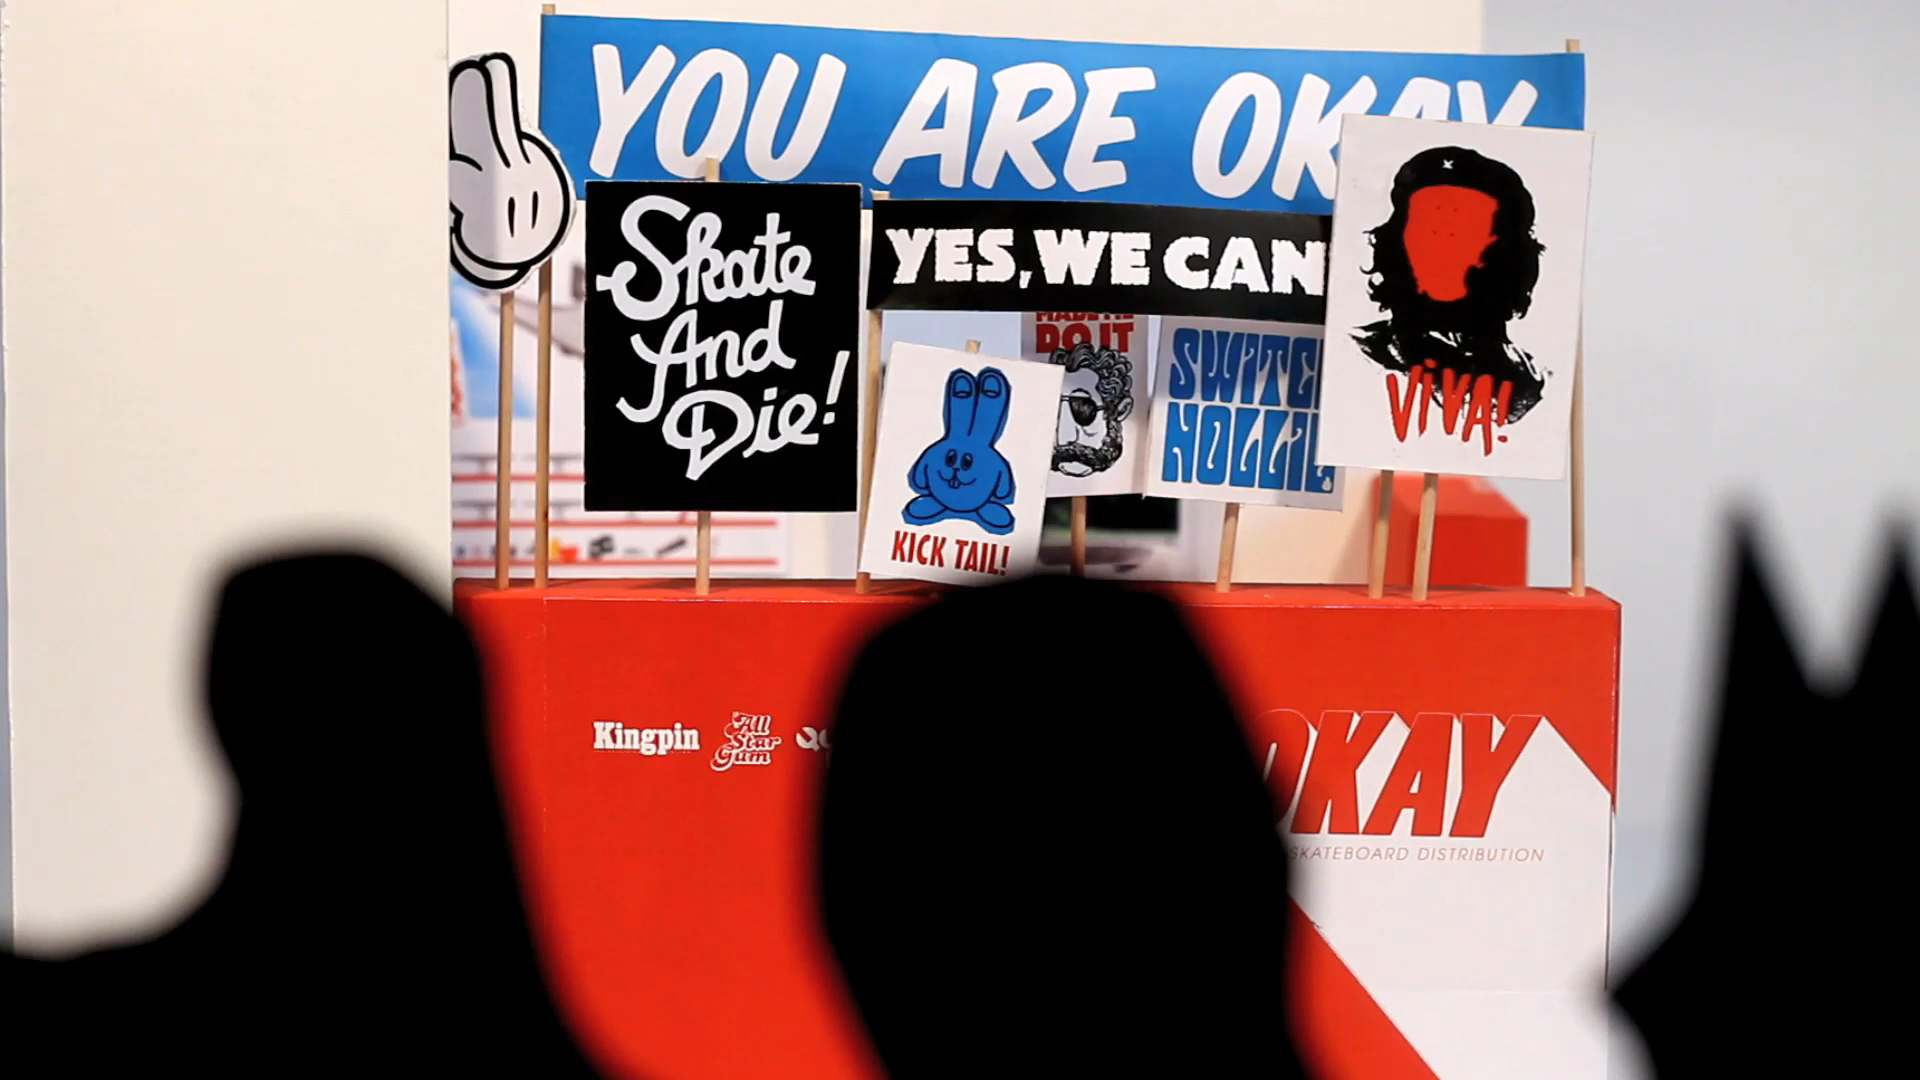 YOU ARE OKAY
Skate
And
Die!
YES, WE CAN
DO IT
NOLLIE
VIVA!
KICK TAIL!
Kingpin
All
Star
Gum
OKAY
SKATEBOARD DISTRIBUTION